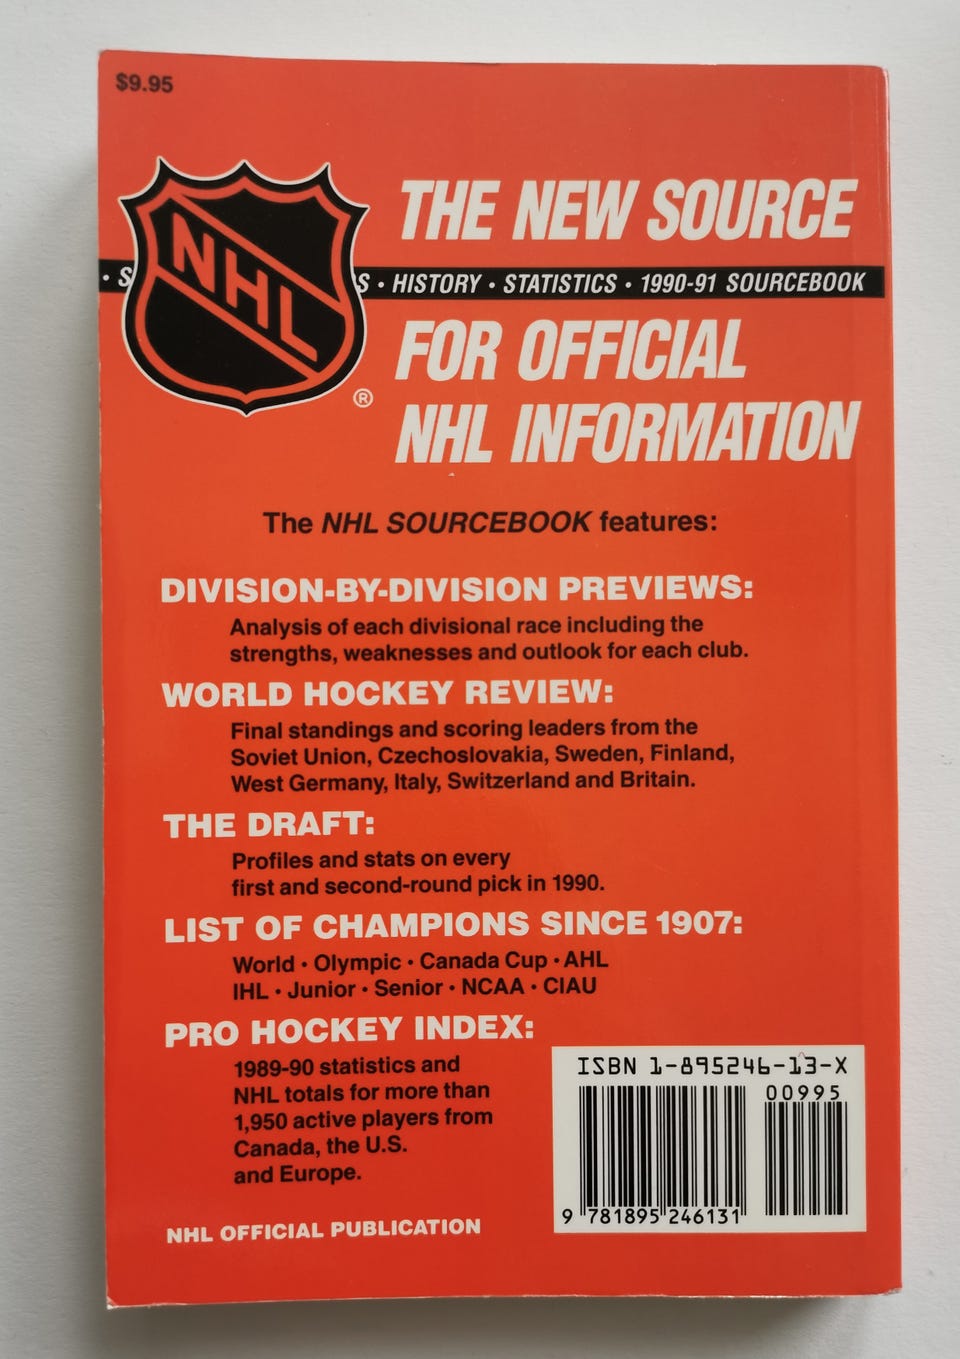 $9.95
NHL
®
THE NEW SOURCE
• HISTORY • STATISTICS • 1990-91 SOURCEBOOK
FOR OFFICIAL
NHL INFORMATION
The NHL SOURCEBOOK features:
DIVISION-BY-DIVISION PREVIEWS:
Analysis of each divisional race including the
strengths, weaknesses and outlook for each club.
WORLD HOCKEY REVIEW:
Final standings and scoring leaders from the
Soviet Union, Czechoslovakia, Sweden, Finland,
West Germany, Italy, Switzerland and Britain.
THE DRAFT:
Profiles and stats on every
first and second-round pick in 1990.
LIST OF CHAMPIONS SINCE 1907:
World • Olympic • Canada Cup • AHL
IHL • Junior • Senior • NCAA • CIAU
PRO HOCKEY INDEX:
1989-90 statistics and
NHL totals for more than
1,950 active players from
Canada, the U.S.
and Europe.
NHL OFFICIAL PUBLICATION
ISBN 1-895246-13-X
00995
9 781895 246131